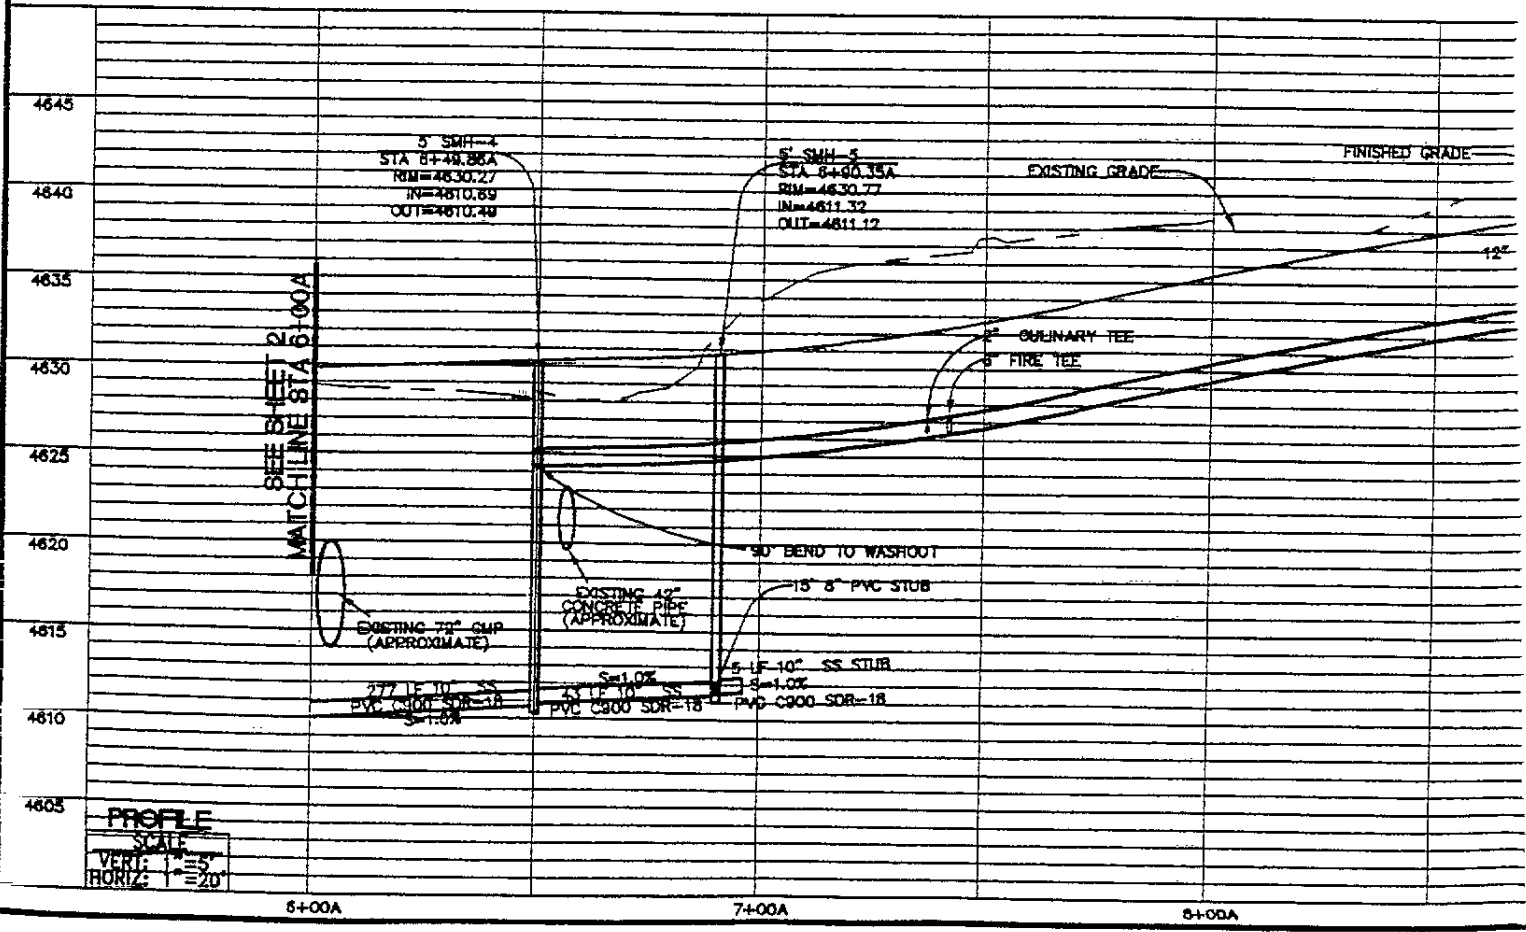 4645
4640
4635
4630
4625
4620
4615
4610
4605
5' SMH-4
STA 6+49.86A
RIM=4630.27
IN=4610.69
OUT=4610.49
5' SMH-5
STA 6+90.35A
RIM=4630.77
IN=4611.32
OUT=4611.12
EXISTING GRADE
FINISHED GRADE
12"
SEE SHEET 2
MATCHLINE STA 6+00A
2" CULINARY TEE
6" FIRE TEE
90° BEND TO WASHOUT
15' 8" PVC STUB
EXISTING 42"
CONCRETE PIPE
(APPROXIMATE)
EXISTING 72" CMP
(APPROXIMATE)
277 LF 10" SS
PVC C900 SDR-18
S=1.0%
S=1.0%
43 LF 10" SS
PVC C900 SDR-18
5 LF 10" SS STUB
S=1.0%
PVC C900 SDR-18
PROFILE
SCALE
VERT: 1"=5'
HORIZ: 1"=20'
6+00A
7+00A
8+00A